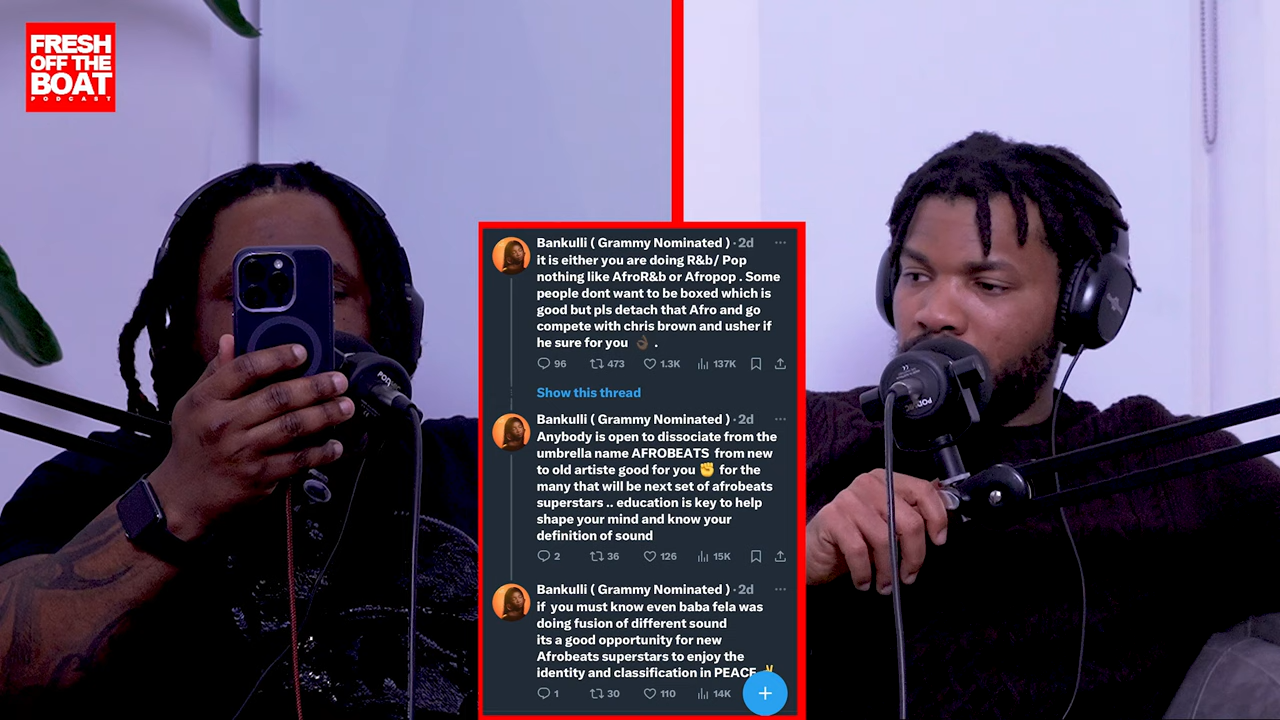 FRESH
OFF THE
BOAT
PODCAST
Bankulli ( Grammy Nominated ) · 2d
it is either you are doing R&b/ Pop
nothing like AfroR&b or Afropop . Some
people dont want to be boxed which is
good but pls detach that Afro and go
compete with chris brown and usher if
he sure for you 👌🏾 .
96 473 1.3K 137K
Show this thread
Bankulli ( Grammy Nominated ) · 2d
Anybody is open to dissociate from the
umbrella name AFROBEATS from new
to old artiste good for you ✊ for the
many that will be next set of afrobeats
superstars .. education is key to help
shape your mind and know your
definition of sound
2 36 126 15K
Bankulli ( Grammy Nominated ) · 2d
if you must know even baba fela was
doing fusion of different sound
its a good opportunity for new
Afrobeats superstars to enjoy the
identity and classification in PEACE ✌
1 30 110 14K